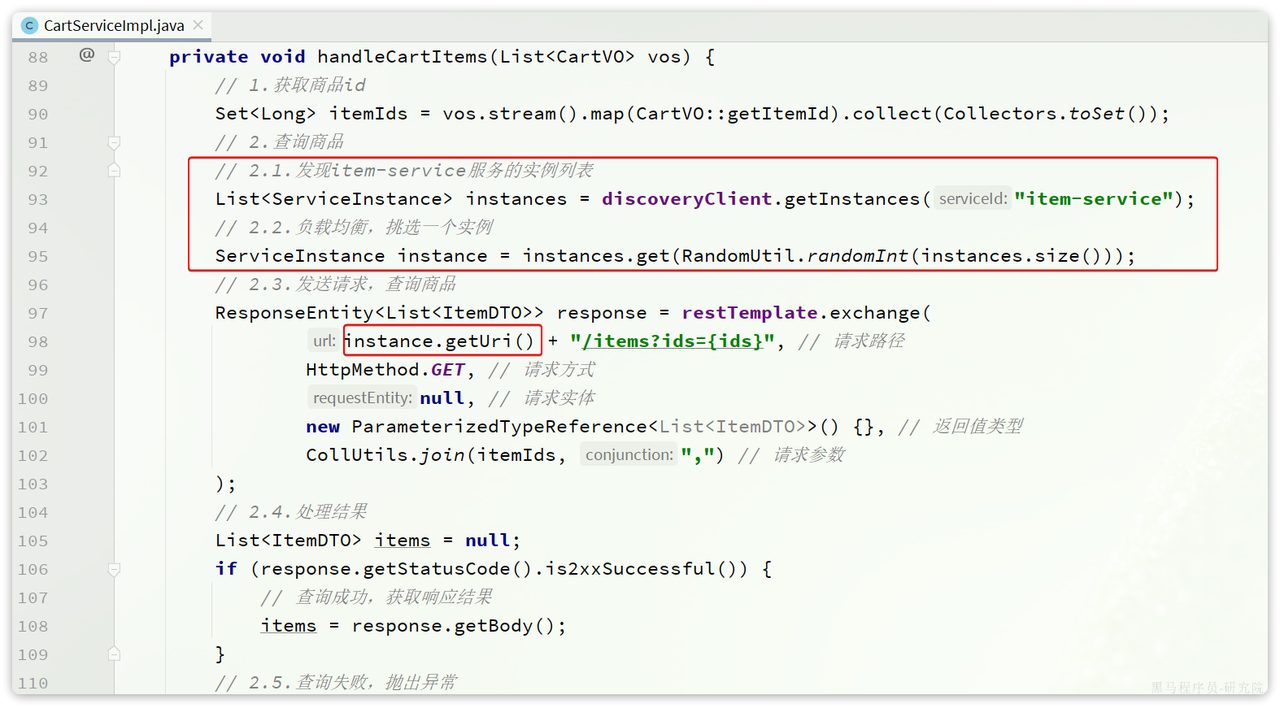 CartServiceImpl.java
88 @ private void handleCartItems(List<CartVO> vos) {
89 // 1.获取商品id
90 Set<Long> itemIds = vos.stream().map(CartVO::getItemId).collect(Collectors.toSet());
91 // 2.查询商品
92 // 2.1.发现item-service服务的实例列表
93 List<ServiceInstance> instances = discoveryClient.getInstances( serviceId: "item-service");
94 // 2.2.负载均衡，挑选一个实例
95 ServiceInstance instance = instances.get(RandomUtil.randomInt(instances.size()));
96 // 2.3.发送请求，查询商品
97 ResponseEntity<List<ItemDTO>> response = restTemplate.exchange(
98 url: instance.getUri() + "/items?ids={ids}", // 请求路径
99 HttpMethod.GET, // 请求方式
100 requestEntity: null, // 请求实体
101 new ParameterizedTypeReference<List<ItemDTO>>() {}, // 返回值类型
102 CollUtils.join(itemIds, conjunction: ",") // 请求参数
103 );
104 // 2.4.处理结果
105 List<ItemDTO> items = null;
106 if (response.getStatusCode().is2xxSuccessful()) {
107 // 查询成功，获取响应结果
108 items = response.getBody();
109 }
110 // 2.5.查询失败，抛出异常
黑马程序员-研究院